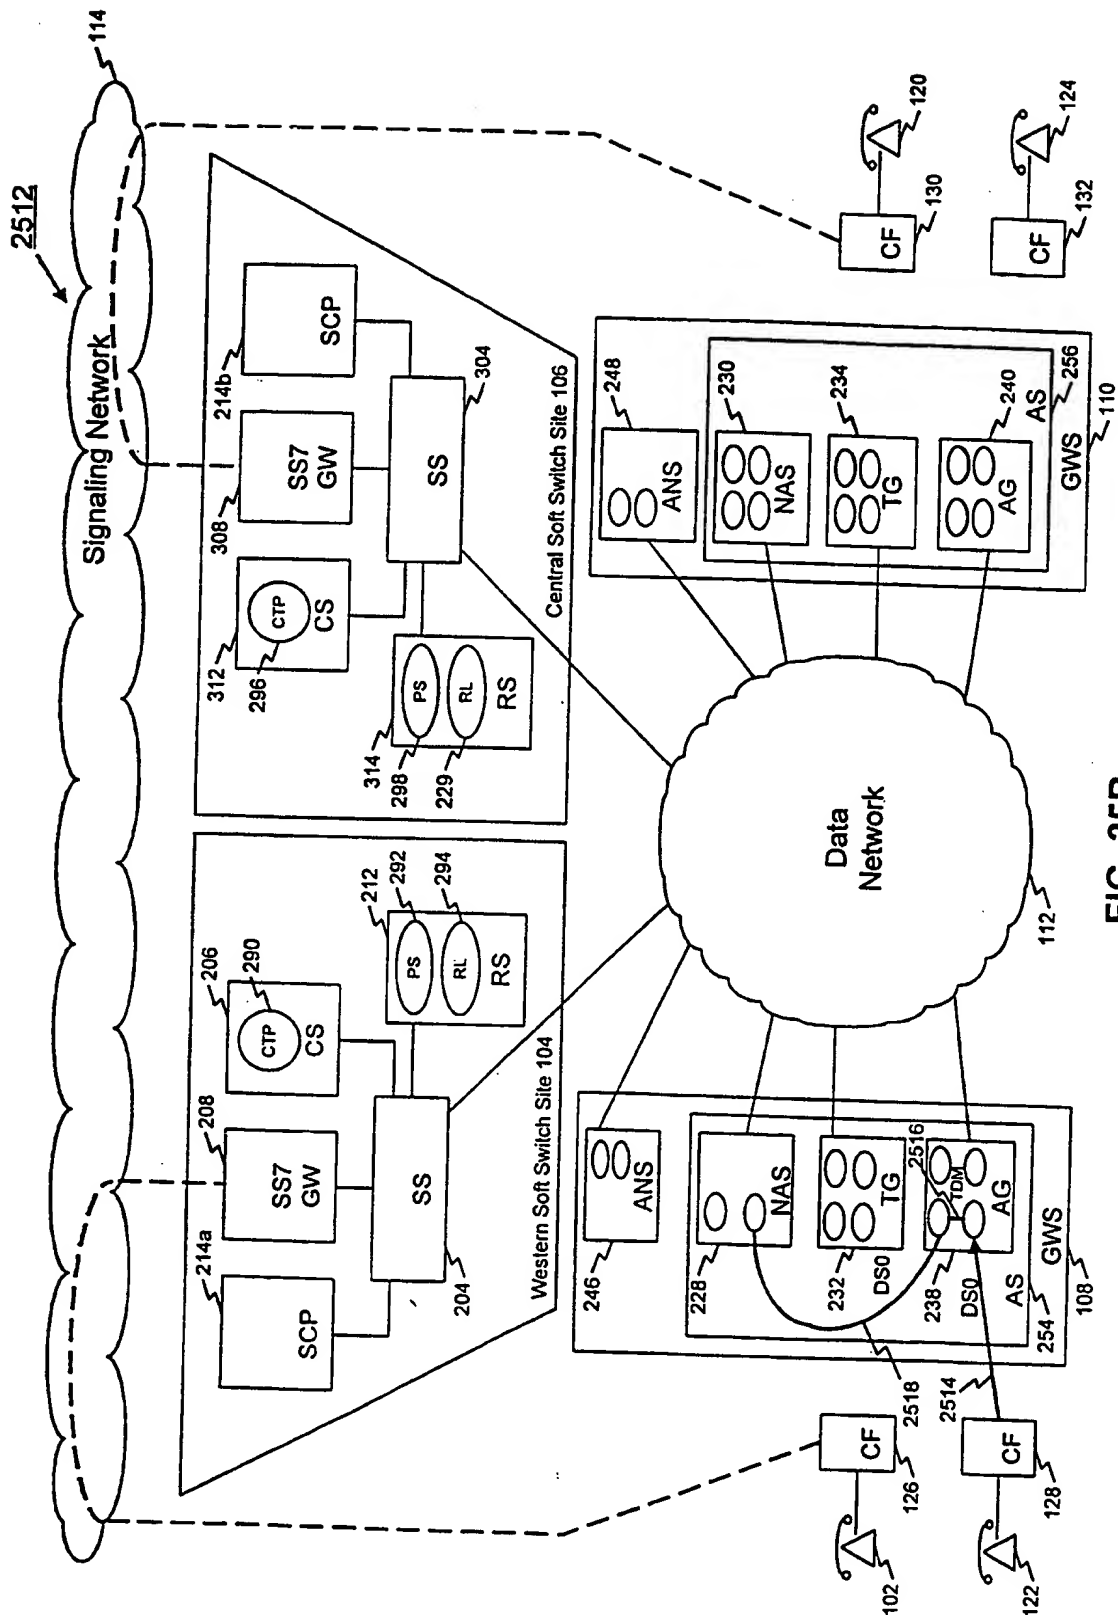 2512
114
Signaling Network
214a
SCP
208
SS7
GW
206
290
CTP
CS
SS
204
212
292
294
PS
RL
RS
Western Soft Switch Site 104
312
296
CTP
CS
308
SS7
GW
214b
SCP
SS
304
314
298
229
PS
RL
RS
Central Soft Switch Site 106
246
ANS
228
NAS
232
TG
DS0
2516
TDM
238
AG
DS0
AS
254
GWS
108
2518
2514
102
CF
126
122
CF
128
Data
Network
112
ANS
248
NAS
230
TG
234
AG
240
AS
256
GWS
110
CF
130
120
CF
132
124